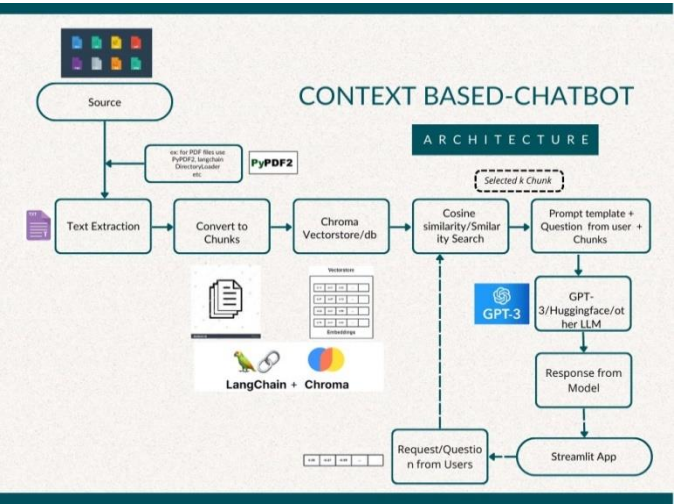 CONTEXT BASED-CHATBOT
ARCHITECTURE
Source
ex: for PDF files use
PyPDF2, langchain
DirectoryLoader
etc
PyPDF2
Selected k Chunk
TXT
Text Extraction
Convert to
Chunks
Chroma
Vectorstore/db
Cosine
similarity/Smilar
ity Search
Prompt template +
Question from user +
Chunks
Vectorstore
Embeddings
LangChain + Chroma
GPT-3
GPT-
3/Huggingface/ot
her LLM
Response from
Model
Streamlit App
Request/Questio
n from Users